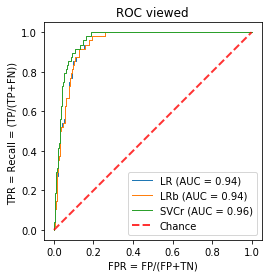 ROC viewed
TPR = Recall = (TP/(TP+FN))
1.0
0.8
0.6
0.4
0.2
0.0
LR (AUC = 0.94)
LRb (AUC = 0.94)
SVCr (AUC = 0.96)
Chance
0.0 0.2 0.4 0.6 0.8 1.0
FPR = FP/(FP+TN)